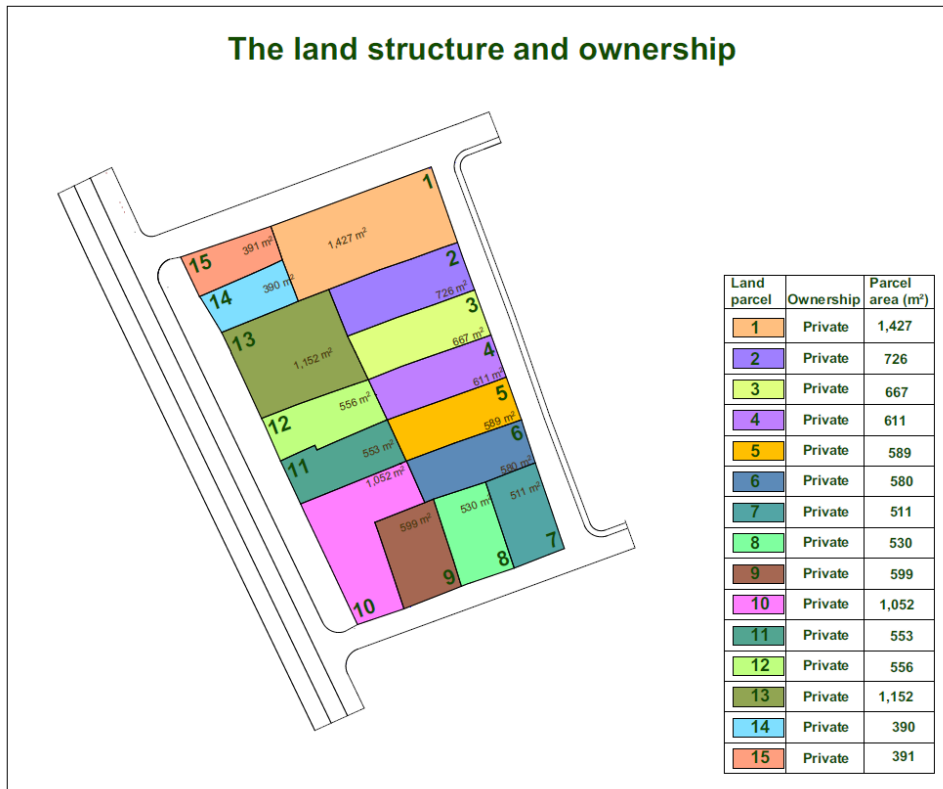 The land structure and ownership
1
1,427 m²
15
391 m²
2
726 m²
14
390 m²
3
667 m²
13
1,152 m²
4
611 m²
5
589 m²
12
556 m²
6
580 m²
11
553 m²
1,052 m²
10
599 m²
9
530 m²
8
511 m²
7
Land parcel Ownership Parcel area (m²)
1 Private 1,427
2 Private 726
3 Private 667
4 Private 611
5 Private 589
6 Private 580
7 Private 511
8 Private 530
9 Private 599
10 Private 1,052
11 Private 553
12 Private 556
13 Private 1,152
14 Private 390
15 Private 391